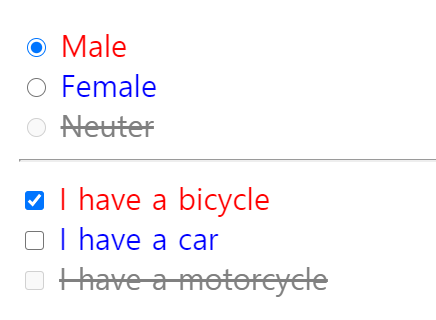 Male
Female
Neuter
I have a bicycle
I have a car
I have a motorcycle